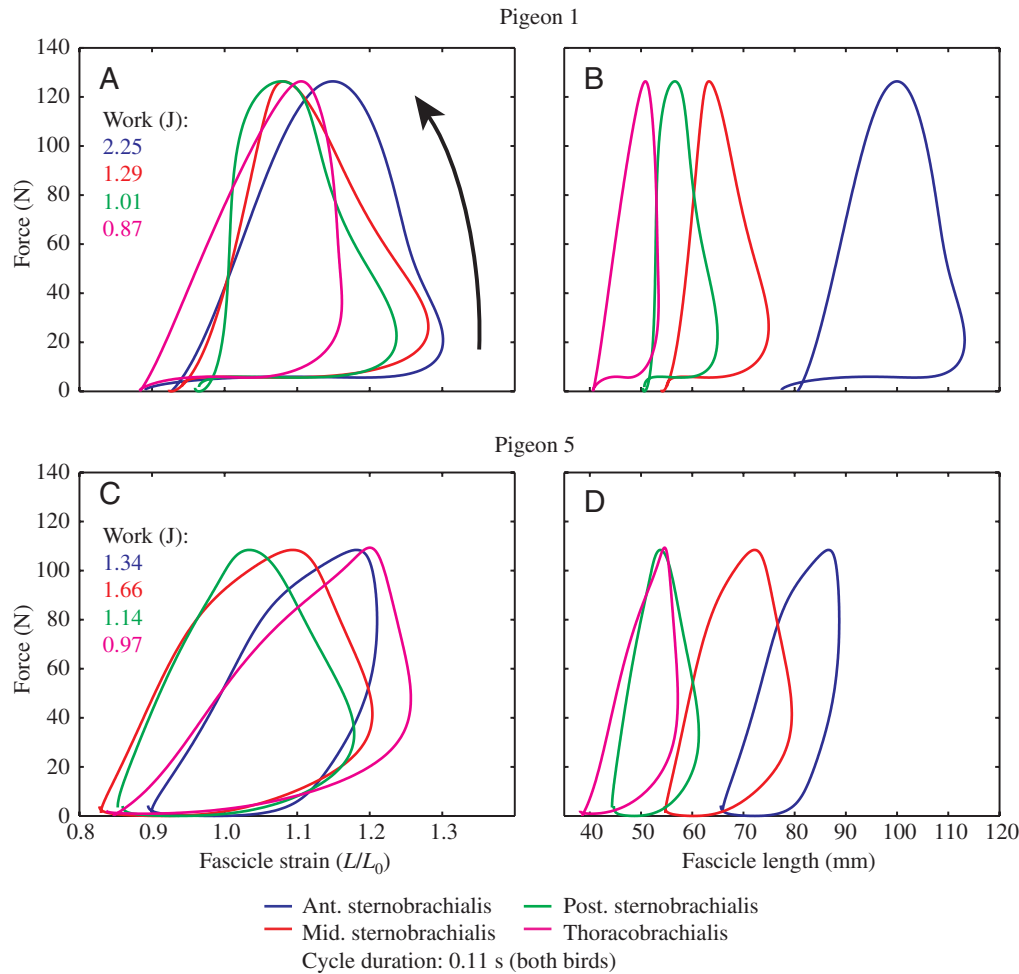 Pigeon 1
A
B
Work (J):
2.25
1.29
1.01
0.87
Force (N)
140
120
100
80
60
40
20
0
Pigeon 5
C
D
Work (J):
1.34
1.66
1.14
0.97
Force (N)
140
120
100
80
60
40
20
0
0.8 0.9 1.0 1.1 1.2 1.3
40 50 60 70 80 90 100 110 120
Fascicle strain (L/L0)
Fascicle length (mm)
Ant. sternobrachialis
Post. sternobrachialis
Mid. sternobrachialis
Thoracobrachialis
Cycle duration: 0.11 s (both birds)